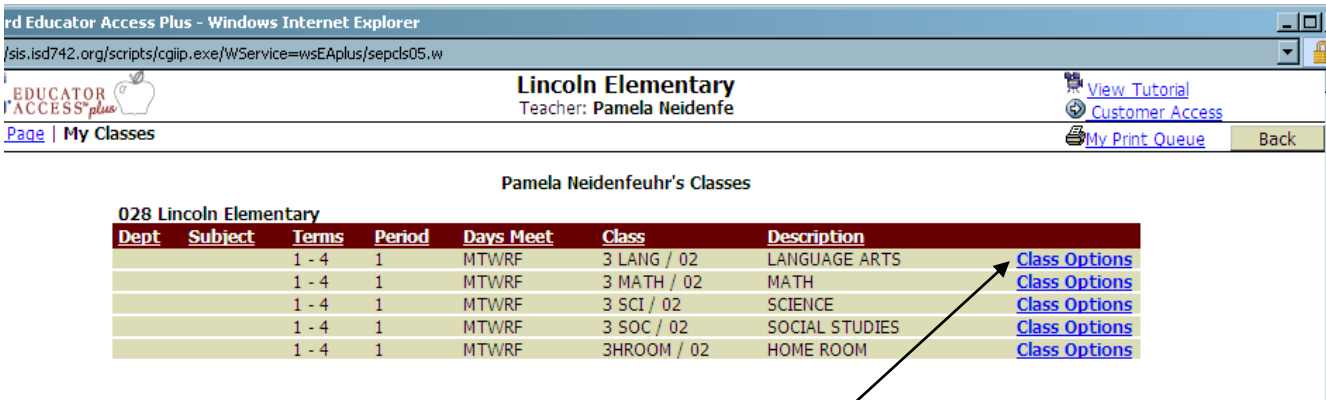 rd Educator Access Plus - Windows Internet Explorer
/sis.isd742.org/scripts/cgiip.exe/WService=wsEAplus/sepcls05.w
EDUCATOR ACCESS plus
Lincoln Elementary
Teacher: Pamela Neidenfe
View Tutorial
Customer Access
Page | My Classes
My Print Queue Back
Pamela Neidenfeuhr's Classes
028 Lincoln Elementary
Dept Subject Terms Period Days Meet Class Description
1 - 4 1 MTWRF 3 LANG / 02 LANGUAGE ARTS Class Options
1 - 4 1 MTWRF 3 MATH / 02 MATH Class Options
1 - 4 1 MTWRF 3 SCI / 02 SCIENCE Class Options
1 - 4 1 MTWRF 3 SOC / 02 SOCIAL STUDIES Class Options
1 - 4 1 MTWRF 3HROOM / 02 HOME ROOM Class Options